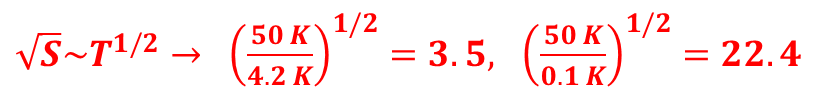 √S~T^{1/2} → (50 K / 4.2 K)^{1/2} = 3.5, (50 K / 0.1 K)^{1/2} = 22.4